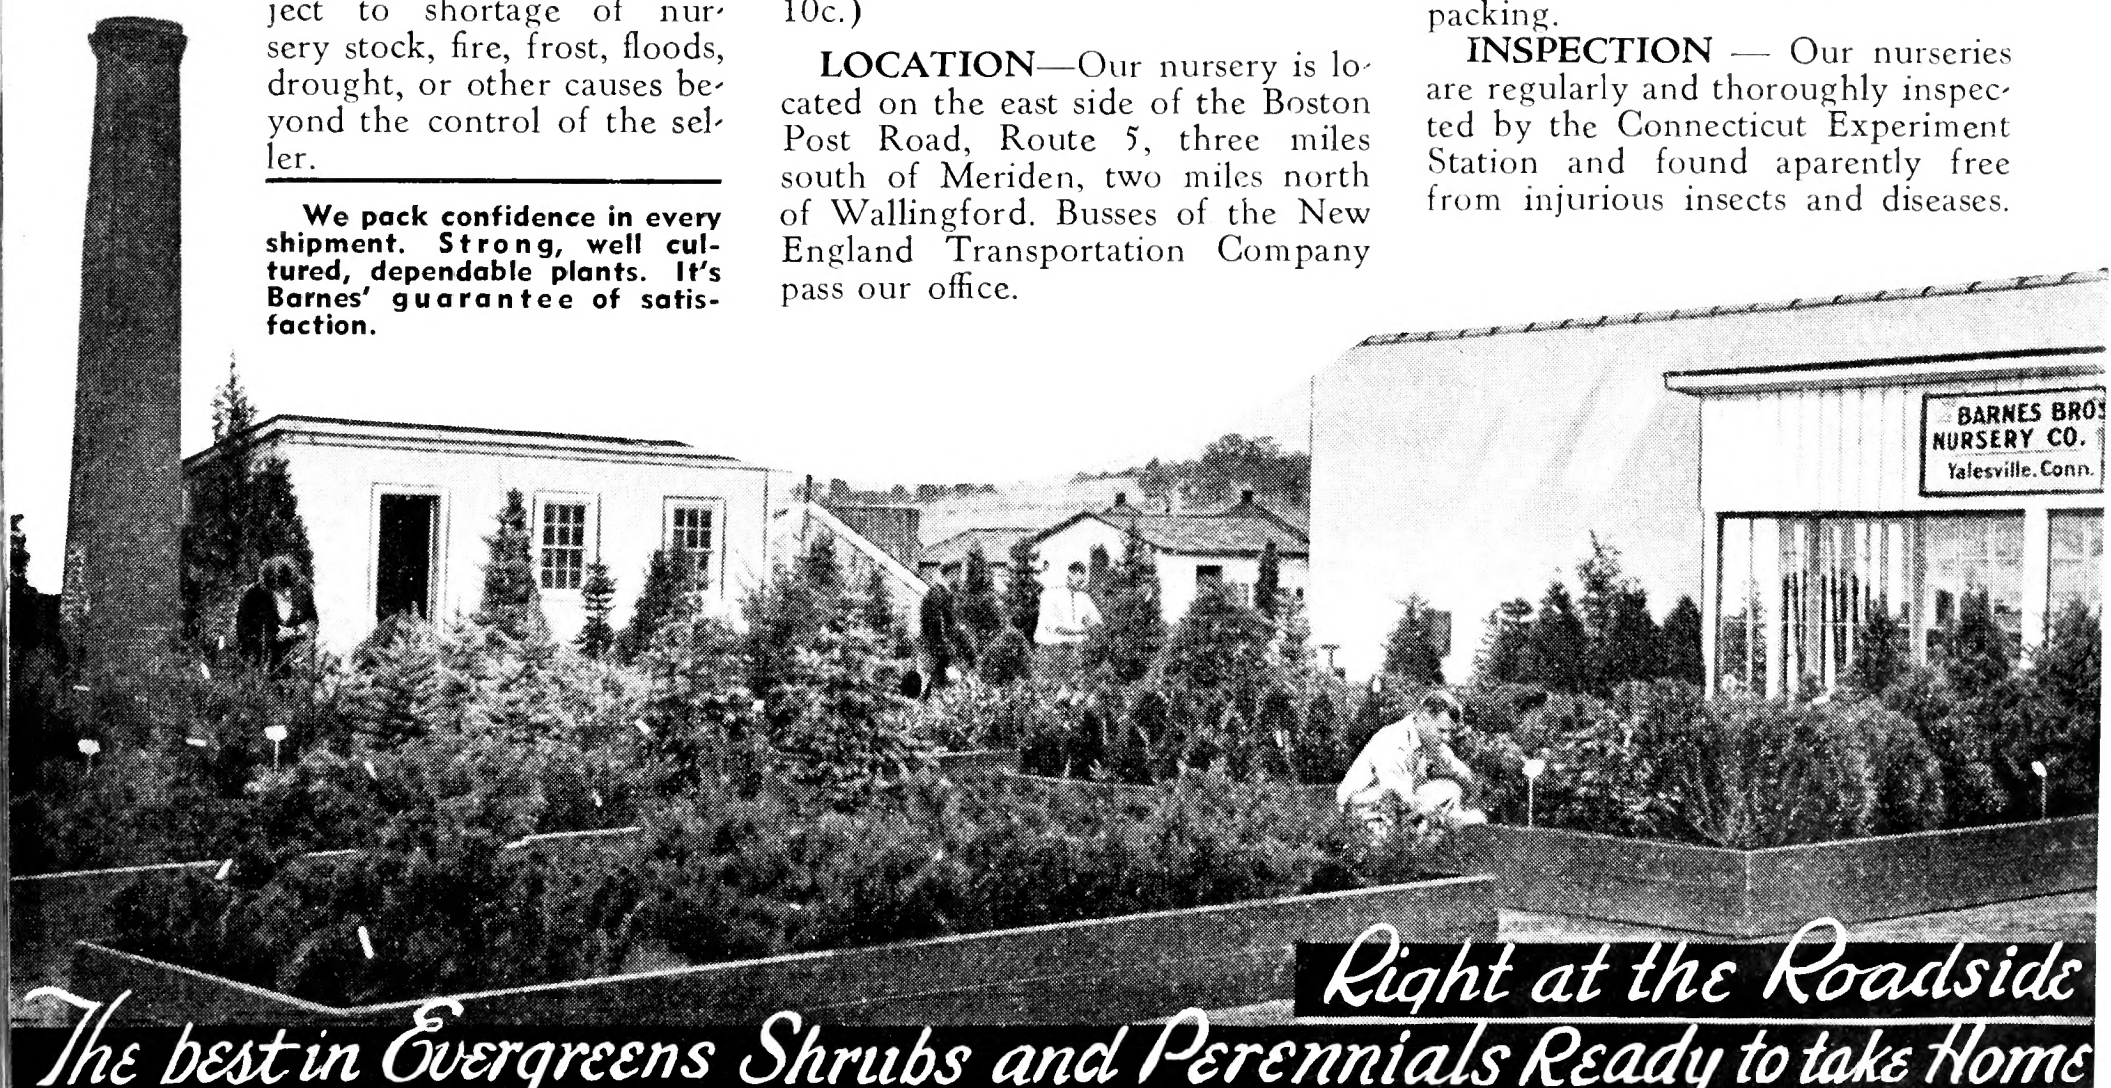 ject to shortage of nur-
sery stock, fire, frost, floods,
drought, or other causes be-
yond the control of the sel-
ler.
We pack confidence in every
shipment. Strong, well cul-
tured, dependable plants. It's
Barnes' guarantee of satis-
faction.
10c.)
LOCATION—Our nursery is lo-
cated on the east side of the Boston
Post Road, Route 5, three miles
south of Meriden, two miles north
of Wallingford. Busses of the New
England Transportation Company
pass our office.
packing.
INSPECTION — Our nurseries
are regularly and thoroughly inspec-
ted by the Connecticut Experiment
Station and found aparently free
from injurious insects and diseases.
BARNES BROS
NURSERY CO.
Yalesville, Conn.
Right at the Roadside
The best in Evergreens Shrubs and Perennials Ready to take Home